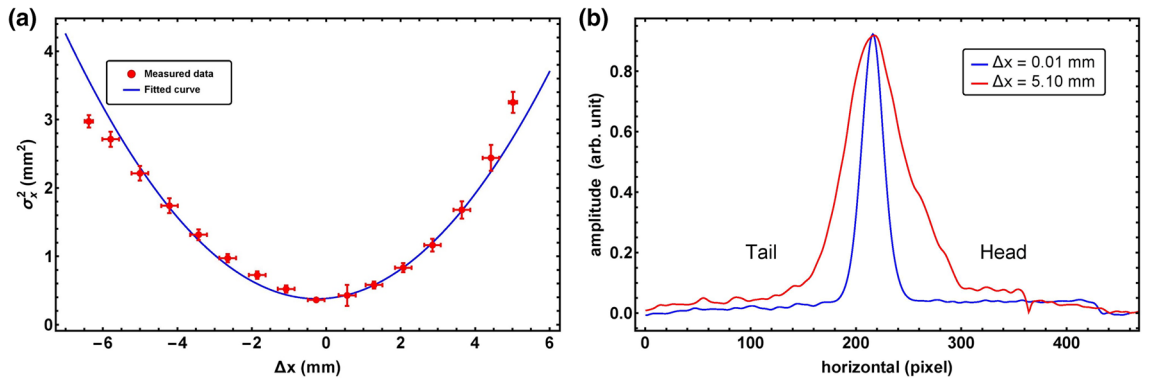 (a)
4
3
2
1
0
σx² (mm²)
Measured data
Fitted curve
−6 −4 −2 0 2 4 6
Δx (mm)
(b)
0.8
0.6
0.4
0.2
0.0
amplitude (arb. unit)
Δx = 0.01 mm
Δx = 5.10 mm
Tail Head
0 100 200 300 400
horizontal (pixel)